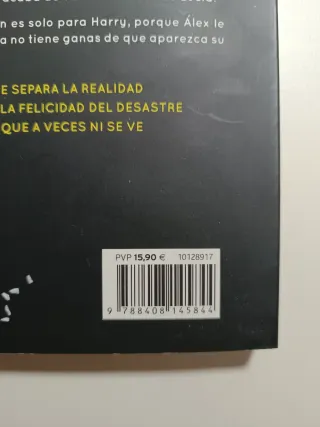 n es solo para Harry, porque Álex le
a no tiene ganas de que aparezca su
E SEPARA LA REALIDAD
LA FELICIDAD DEL DESASTRE
QUE A VECES NI SE VE
PVP 15,90 € 10128917
9 788408 145844